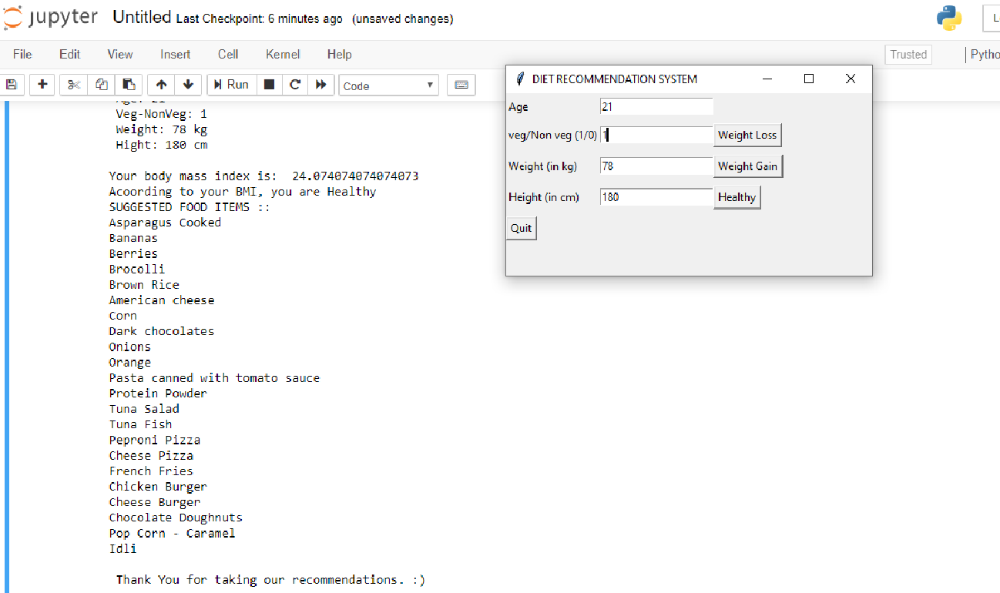 jupyter Untitled Last Checkpoint: 6 minutes ago (unsaved changes)
File Edit View Insert Cell Kernel Help Trusted
Run Code
Veg-NonVeg: 1
Weight: 78 kg
Hight: 180 cm
Your body mass index is: 24.074074074074073
Acoording to your BMI, you are Healthy
SUGGESTED FOOD ITEMS ::
Asparagus Cooked
Bananas
Berries
Brocolli
Brown Rice
American cheese
Corn
Dark chocolates
Onions
Orange
Pasta canned with tomato sauce
Protein Powder
Tuna Salad
Tuna Fish
Peproni Pizza
Cheese Pizza
French Fries
Chicken Burger
Cheese Burger
Chocolate Doughnuts
Pop Corn - Caramel
Idli
Thank You for taking our recommendations. :)
DIET RECOMMENDATION SYSTEM
Age 21
veg/Non veg (1/0) 1 Weight Loss
Weight (in kg) 78 Weight Gain
Height (in cm) 180 Healthy
Quit